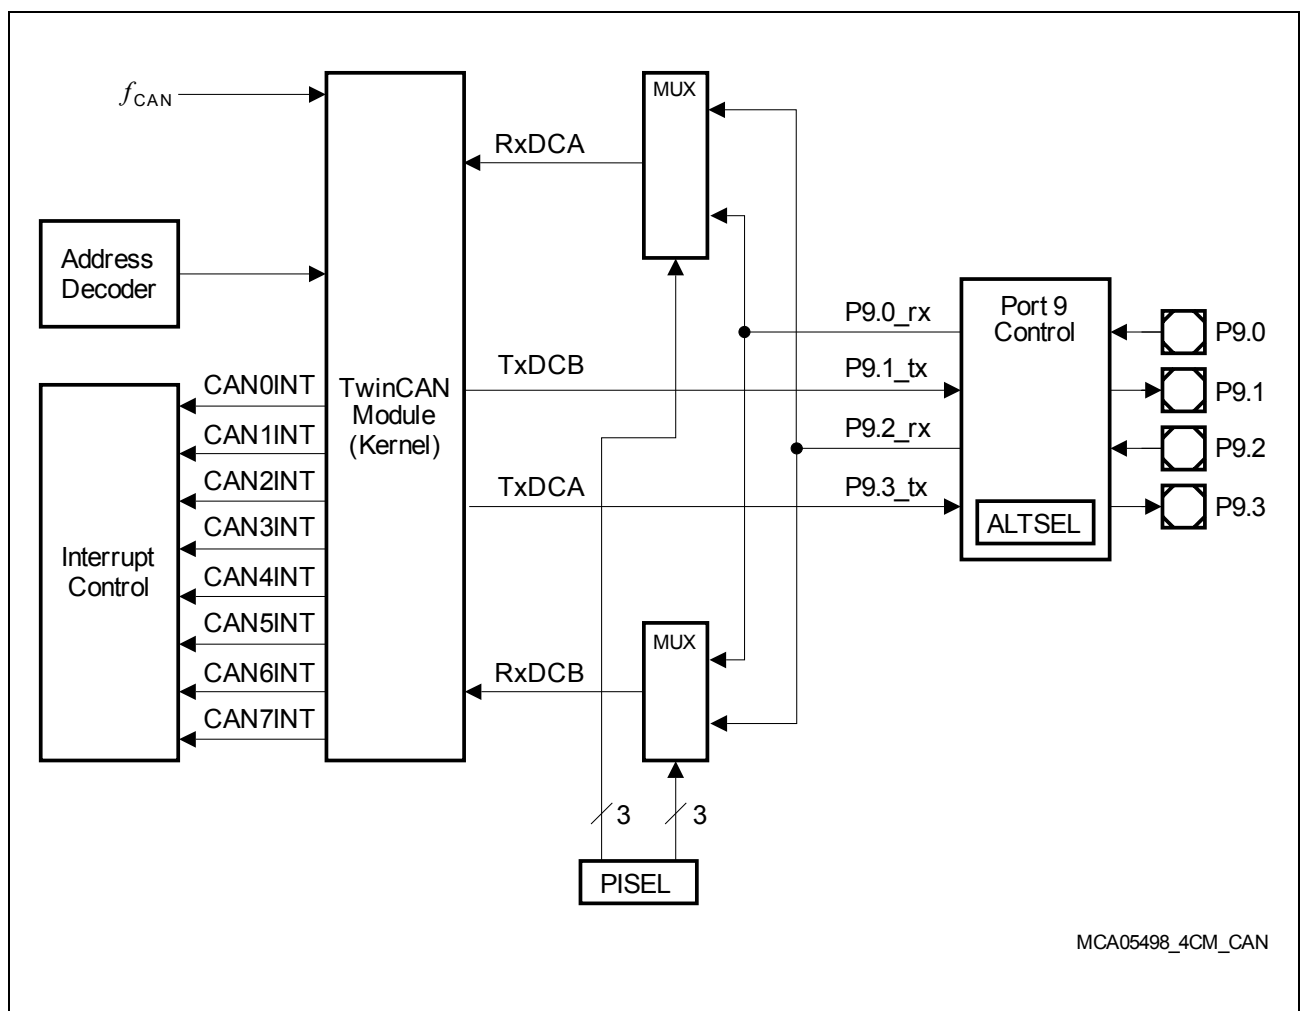 fCAN
MUX
RxDCA
Address
Decoder
Port 9
Control
P9.0_rx
P9.0
TxDCB
P9.1_tx
P9.1
CAN0INT
TwinCAN
Module
(Kernel)
CAN1INT
P9.2_rx
P9.2
CAN2INT
TxDCA
P9.3_tx
P9.3
ALTSEL
CAN3INT
Interrupt
Control
CAN4INT
CAN5INT
MUX
CAN6INT
RxDCB
CAN7INT
3
3
PISEL
MCA05498_4CM_CAN